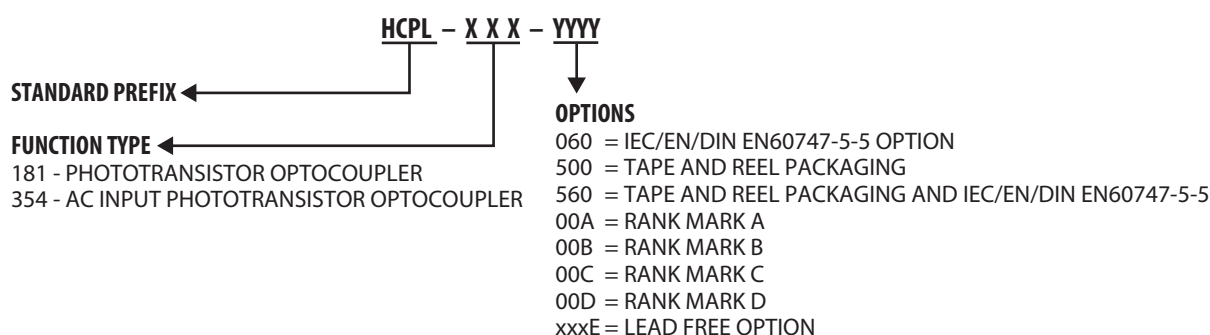 HCPL – X X X – YYYY
STANDARD PREFIX
FUNCTION TYPE
181 - PHOTOTRANSISTOR OPTOCOUPLER
354 - AC INPUT PHOTOTRANSISTOR OPTOCOUPLER
OPTIONS
060 = IEC/EN/DIN EN60747-5-5 OPTION
500 = TAPE AND REEL PACKAGING
560 = TAPE AND REEL PACKAGING AND IEC/EN/DIN EN60747-5-5
00A = RANK MARK A
00B = RANK MARK B
00C = RANK MARK C
00D = RANK MARK D
xxxE = LEAD FREE OPTION